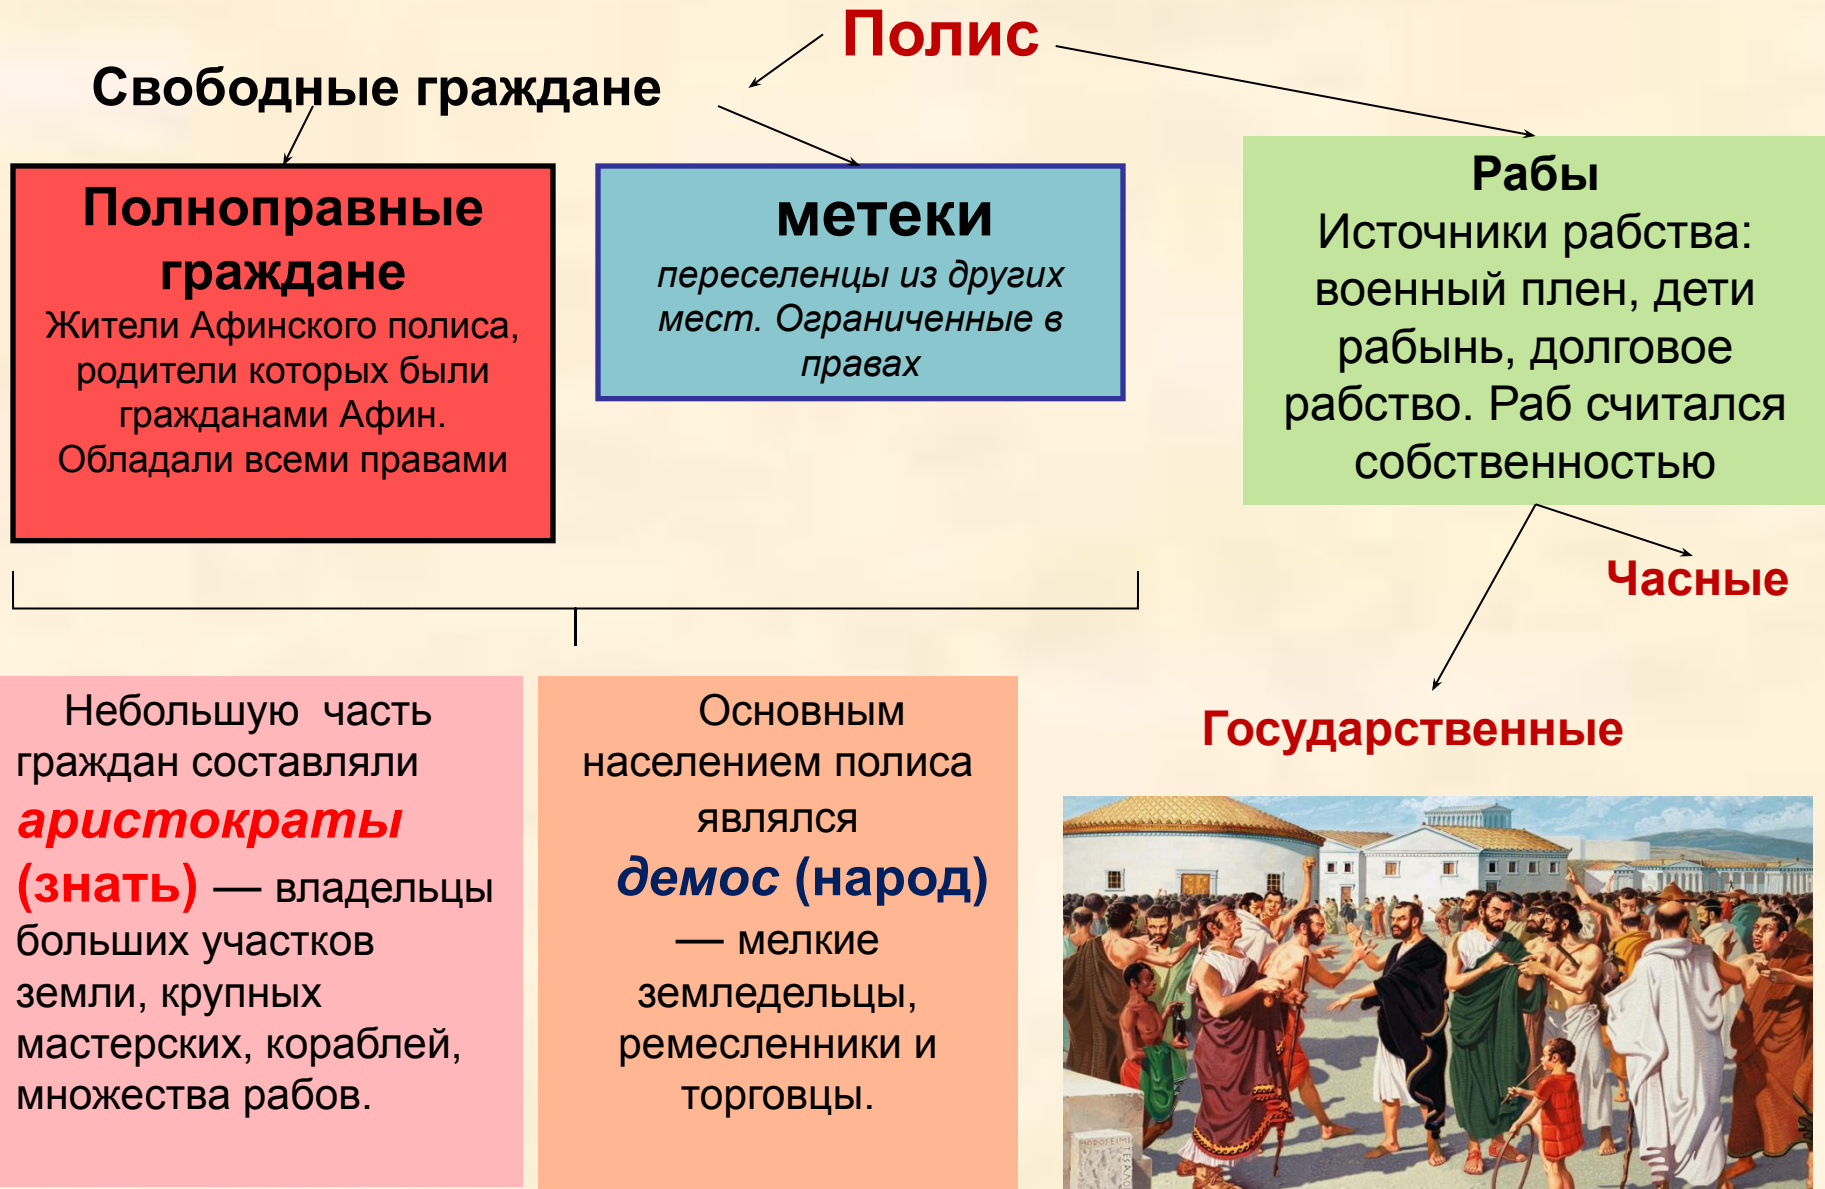 Полис
Свободные граждане
Полноправные
граждане
Жители Афинского полиса,
родители которых были
гражданами Афин.
Обладали всеми правами
метеки
переселенцы из других
мест. Ограниченные в
правах
Рабы
Источники рабства:
военный плен, дети
рабынь, долговое
рабство. Раб считался
собственностью
Часные
Государственные
Небольшую часть
граждан составляли
аристократы
(знать) — владельцы
больших участков
земли, крупных
мастерских, кораблей,
множества рабов.
Основным
населением полиса
являлся
демос (народ)
— мелкие
земледельцы,
ремесленники и
торговцы.